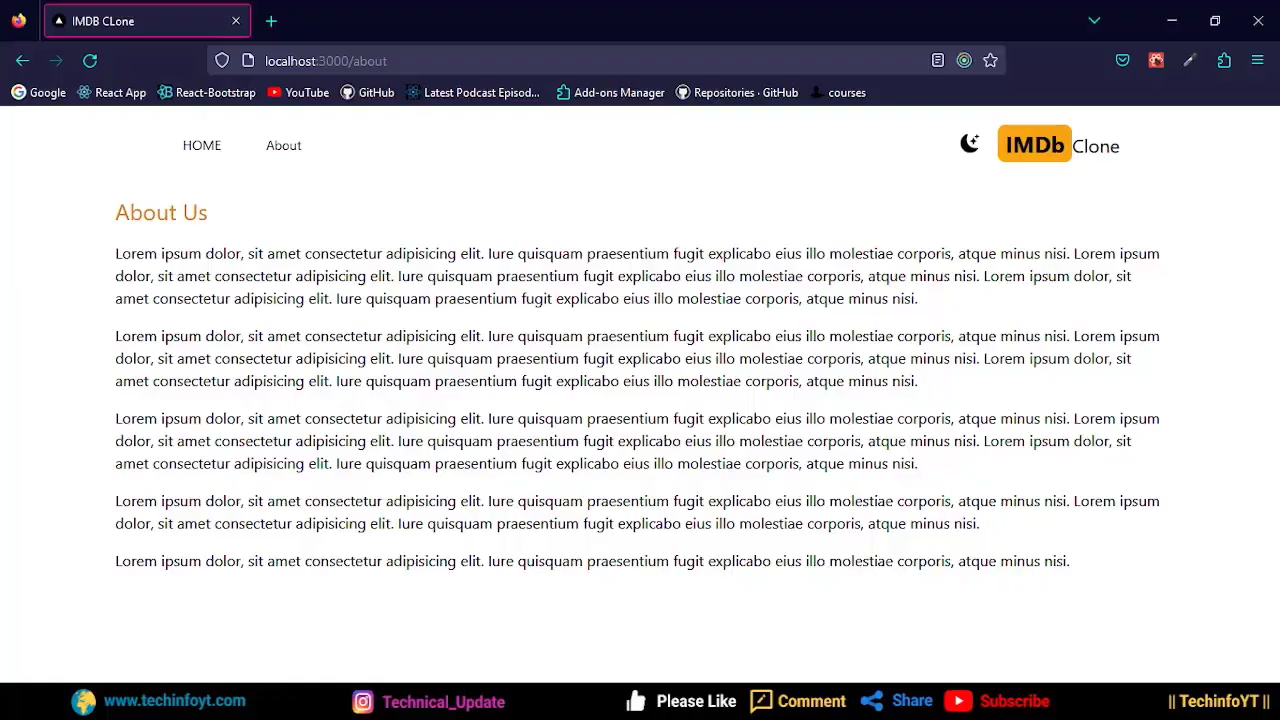 IMDB CLone
localhost:3000/about
Google React App React-Bootstrap YouTube GitHub Latest Podcast Episod... Add-ons Manager Repositories · GitHub courses
HOME About IMDb Clone
About Us
Lorem ipsum dolor, sit amet consectetur adipisicing elit. Iure quisquam praesentium fugit explicabo eius illo molestiae corporis, atque minus nisi. Lorem ipsum
dolor, sit amet consectetur adipisicing elit. Iure quisquam praesentium fugit explicabo eius illo molestiae corporis, atque minus nisi. Lorem ipsum dolor, sit
amet consectetur adipisicing elit. Iure quisquam praesentium fugit explicabo eius illo molestiae corporis, atque minus nisi.
Lorem ipsum dolor, sit amet consectetur adipisicing elit. Iure quisquam praesentium fugit explicabo eius illo molestiae corporis, atque minus nisi. Lorem ipsum
dolor, sit amet consectetur adipisicing elit. Iure quisquam praesentium fugit explicabo eius illo molestiae corporis, atque minus nisi. Lorem ipsum dolor, sit
amet consectetur adipisicing elit. Iure quisquam praesentium fugit explicabo eius illo molestiae corporis, atque minus nisi.
Lorem ipsum dolor, sit amet consectetur adipisicing elit. Iure quisquam praesentium fugit explicabo eius illo molestiae corporis, atque minus nisi. Lorem ipsum
dolor, sit amet consectetur adipisicing elit. Iure quisquam praesentium fugit explicabo eius illo molestiae corporis, atque minus nisi. Lorem ipsum dolor, sit
amet consectetur adipisicing elit. Iure quisquam praesentium fugit explicabo eius illo molestiae corporis, atque minus nisi.
Lorem ipsum dolor, sit amet consectetur adipisicing elit. Iure quisquam praesentium fugit explicabo eius illo molestiae corporis, atque minus nisi. Lorem ipsum
dolor, sit amet consectetur adipisicing elit. Iure quisquam praesentium fugit explicabo eius illo molestiae corporis, atque minus nisi.
Lorem ipsum dolor, sit amet consectetur adipisicing elit. Iure quisquam praesentium fugit explicabo eius illo molestiae corporis, atque minus nisi.
www.techinfoyt.com Technical_Update Please Like Comment Share Subscribe || TechinfoYT ||